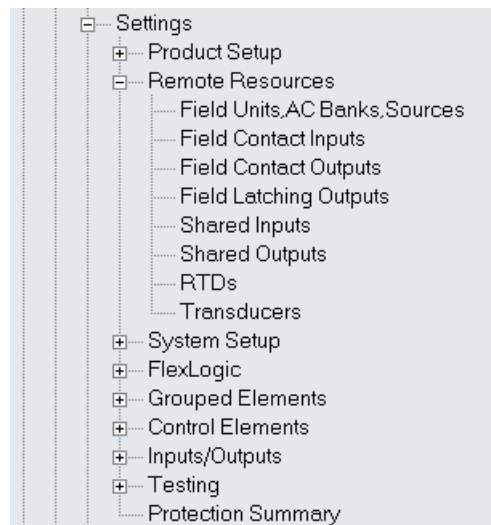 Settings
Product Setup
Remote Resources
Field Units,AC Banks,Sources
Field Contact Inputs
Field Contact Outputs
Field Latching Outputs
Shared Inputs
Shared Outputs
RTDs
Transducers
System Setup
FlexLogic
Grouped Elements
Control Elements
Inputs/Outputs
Testing
Protection Summary